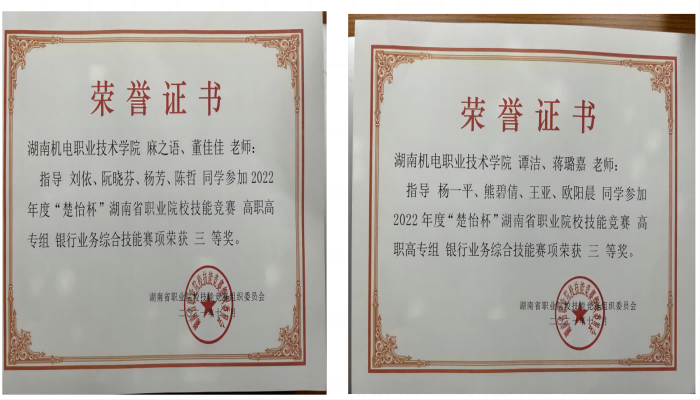 荣誉证书
湖南机电职业技术学院 麻之语、董佳佳 老师：
指导 刘依、阮晓芬、杨芳、陈哲 同学参加 2022
年度“楚怡杯”湖南省职业院校技能竞赛 高职高
专组 银行业务综合技能赛项荣获 三 等奖。
湖南省职业院校技能竞赛组织委员会
荣誉证书
湖南机电职业技术学院 谭洁、蒋璐嘉 老师：
指导 杨一平、熊碧倩、王亚、欧阳晨 同学参加
2022 年度“楚怡杯”湖南省职业院校技能竞赛 高
职高专组 银行业务综合技能赛项荣获 三 等奖。
湖南省职业院校技能竞赛组织委员会